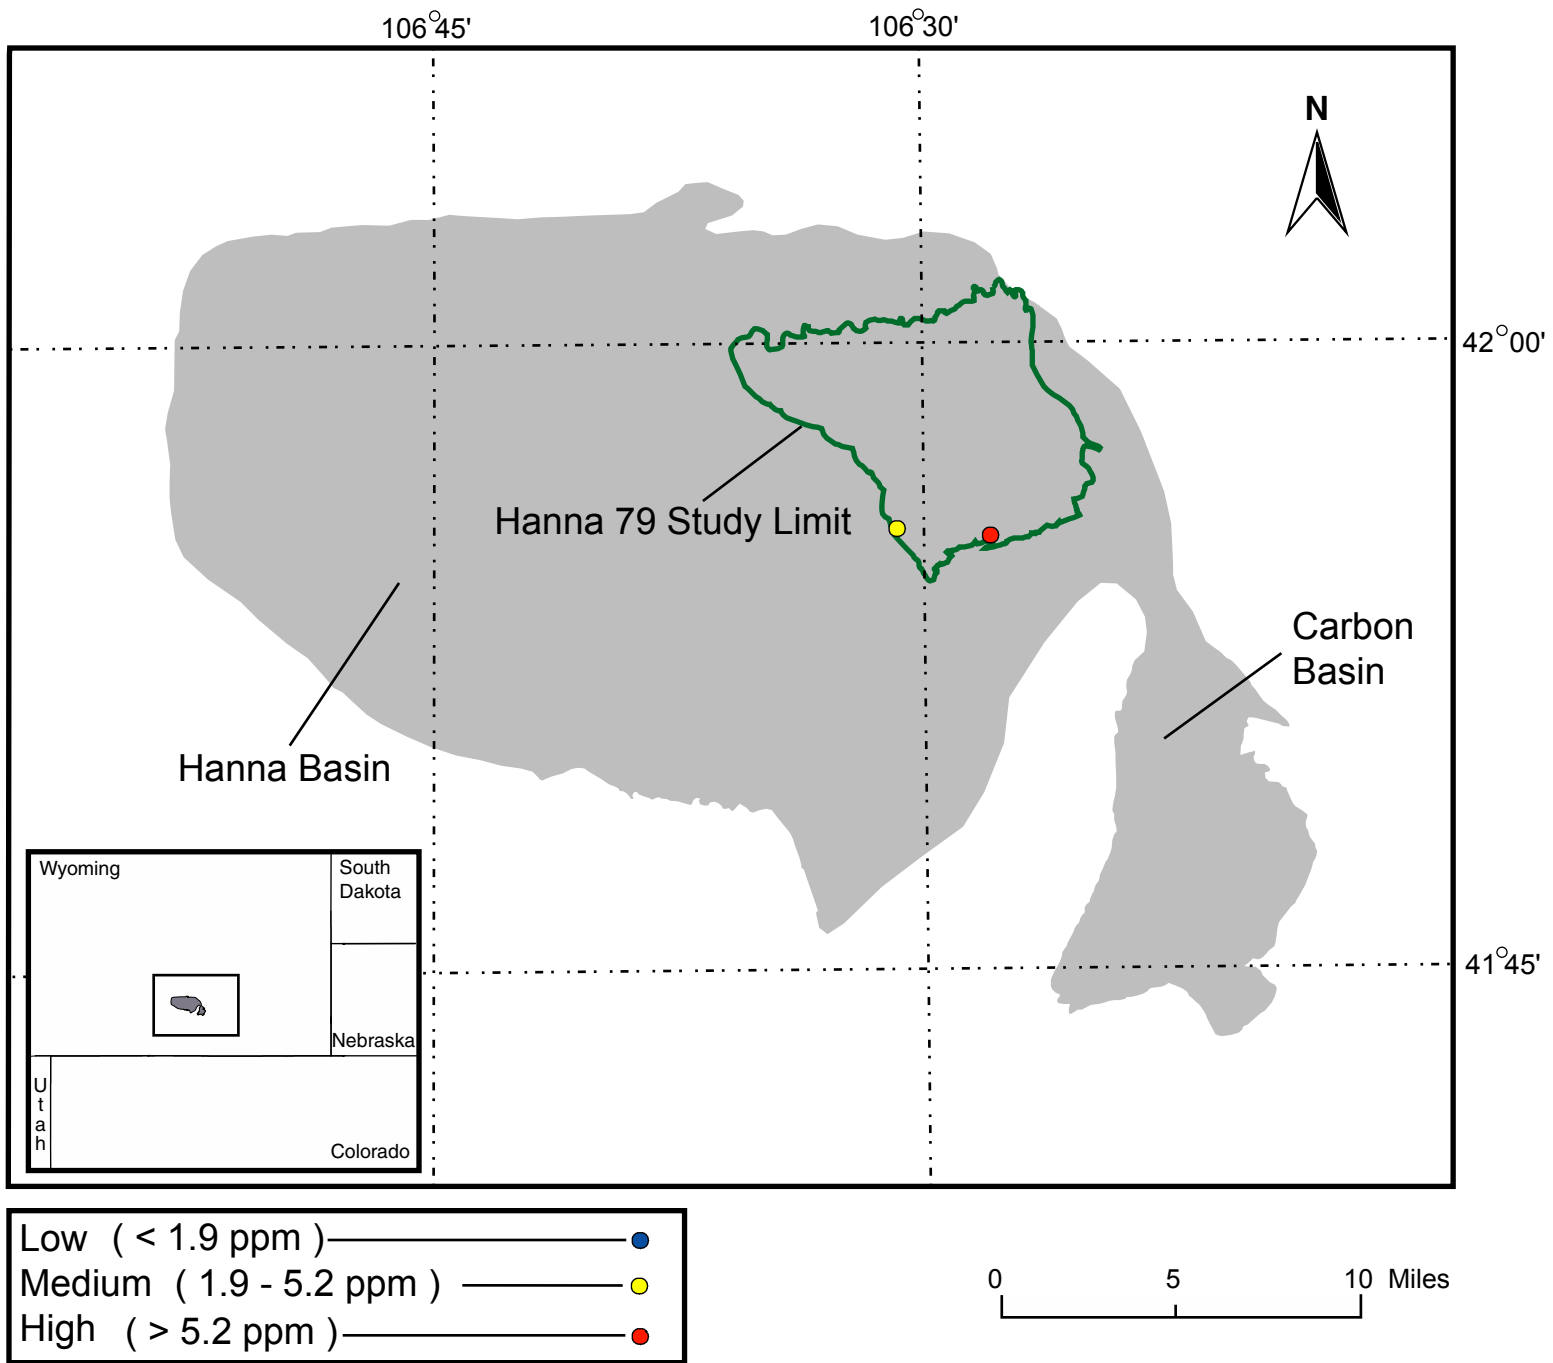 106°45'
106°30'
N
42°00'
Hanna 79 Study Limit
Carbon
Basin
Hanna Basin
Wyoming
South
Dakota
Nebraska
Utah
Colorado
41°45'
Low ( < 1.9 ppm )
Medium ( 1.9 - 5.2 ppm )
High ( > 5.2 ppm )
0 5 10 Miles